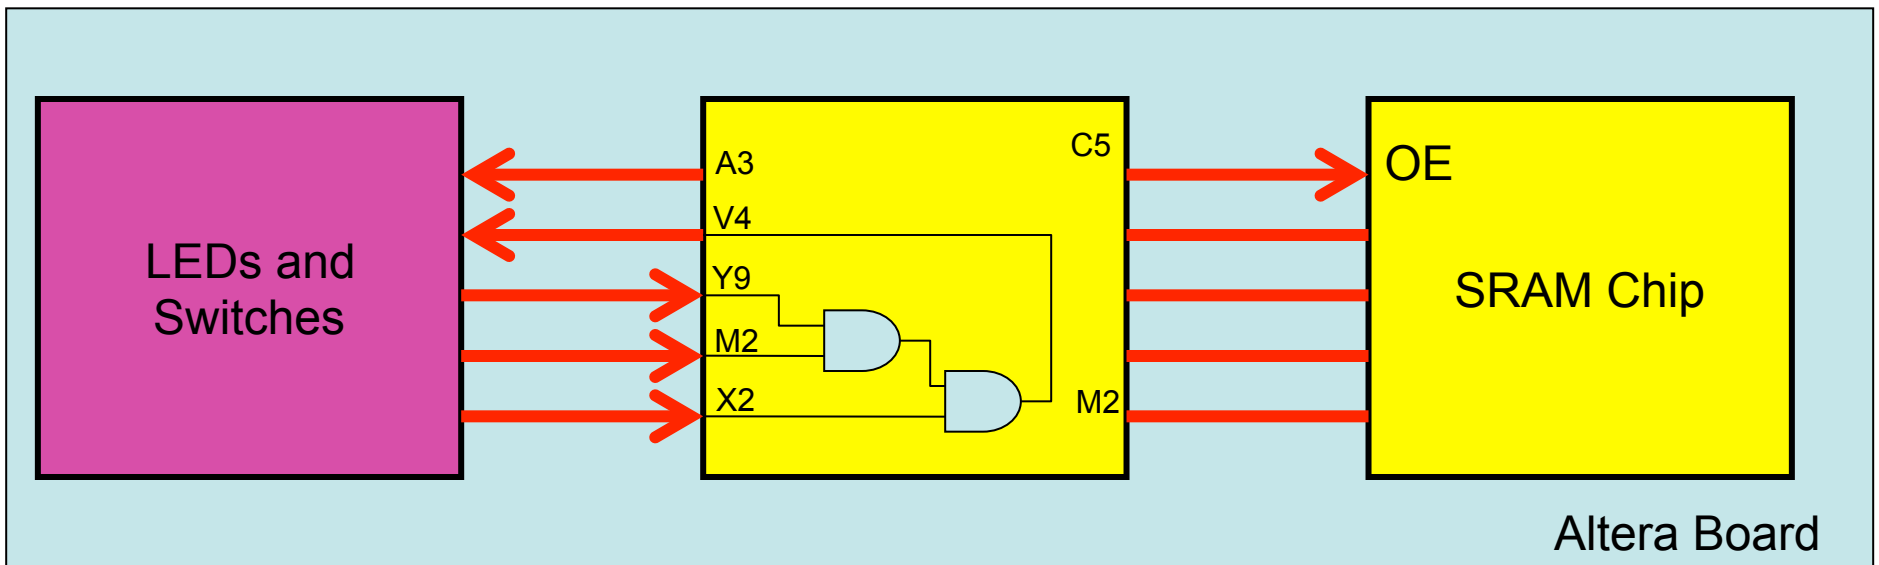 LEDs and
Switches
A3
V4
Y9
M2
X2
C5
M2
OE
SRAM Chip
Altera Board